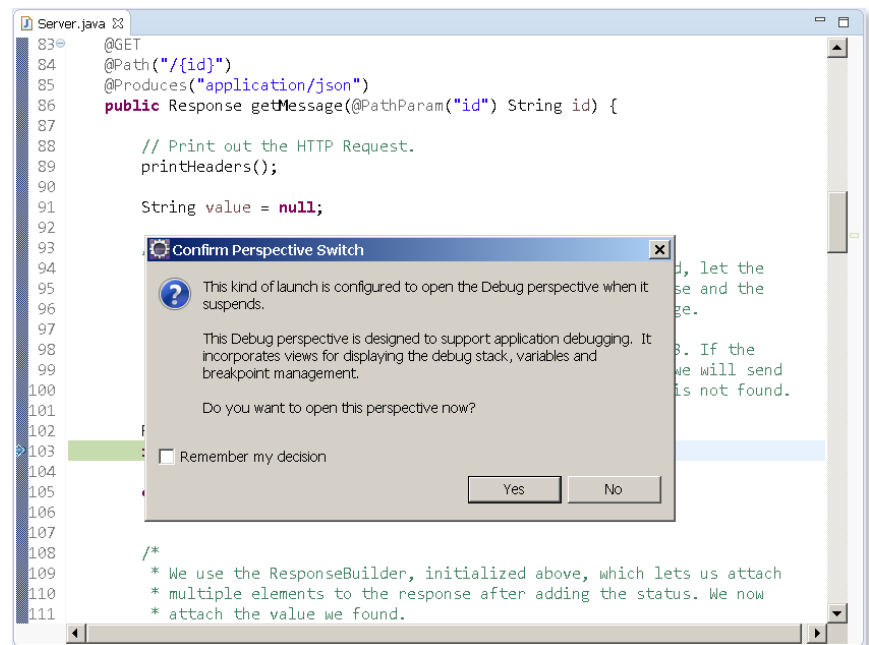 Server.java
83 @GET
84 @Path("/{id}")
85 @Produces("application/json")
86 public Response getMessage(@PathParam("id") String id) {
87
88 // Print out the HTTP Request.
89 printHeaders();
90
91 String value = null;
92
93
Confirm Perspective Switch
94 d, let the
This kind of launch is configured to open the Debug perspective when it
95 se and the
suspends.
96 ge.
97
This Debug perspective is designed to support application debugging. It
98 3. If the
incorporates views for displaying the debug stack, variables and
99 we will send
breakpoint management.
100 is not found.
101
Do you want to open this perspective now?
102
103
Remember my decision
104
105
Yes No
106
107
108 /*
109 * We use the ResponseBuilder, initialized above, which lets us attach
110 * multiple elements to the response after adding the status. We now
111 * attach the value we found.